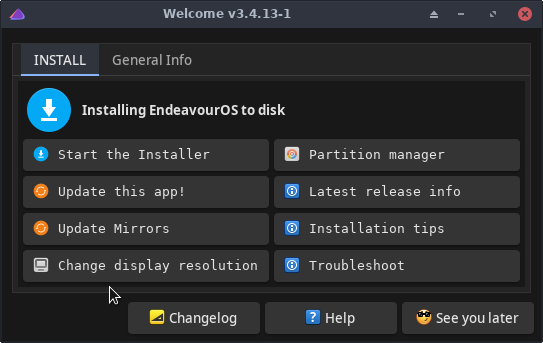 Welcome v3.4.13-1
INSTALL General Info
Installing EndeavourOS to disk
Start the Installer Partition manager
Update this app! Latest release info
Update Mirrors Installation tips
Change display resolution Troubleshoot
Changelog Help See you later